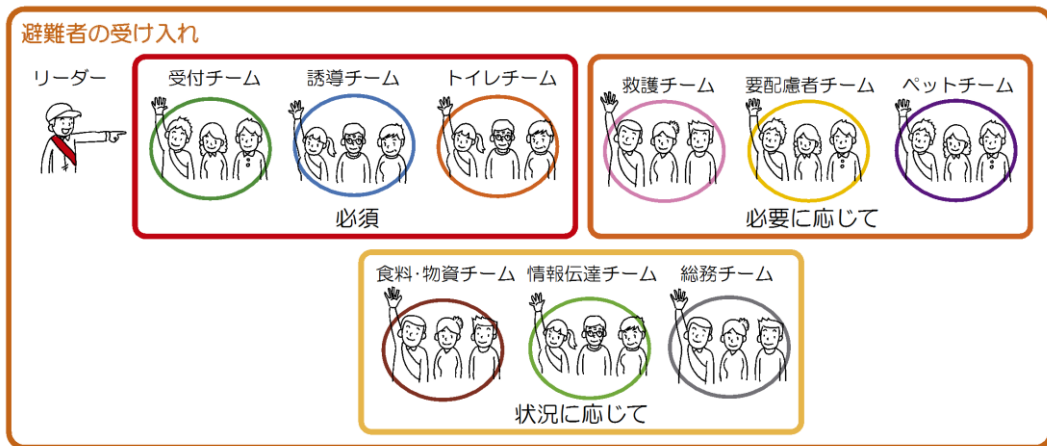 避難者の受け入れ
リーダー
受付チーム
誘導チーム
トイレチーム
必須
救護チーム
要配慮者チーム
ペットチーム
必要に応じて
食料・物資チーム
情報伝達チーム
総務チーム
状況に応じて